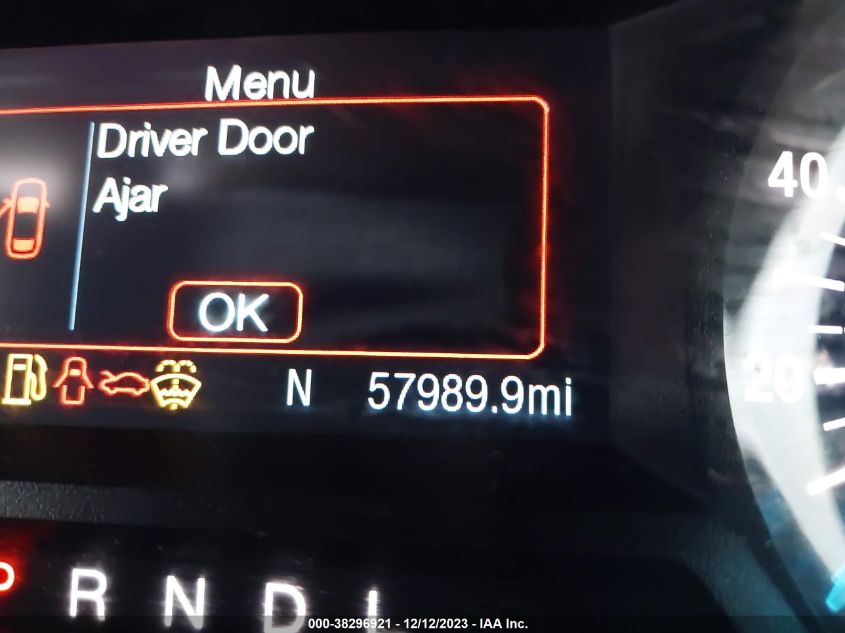 Menu
Driver Door
Ajar
OK
N 57989.9mi
40
20
P R N D L
000-38296921 - 12/12/2023 - IAA Inc.